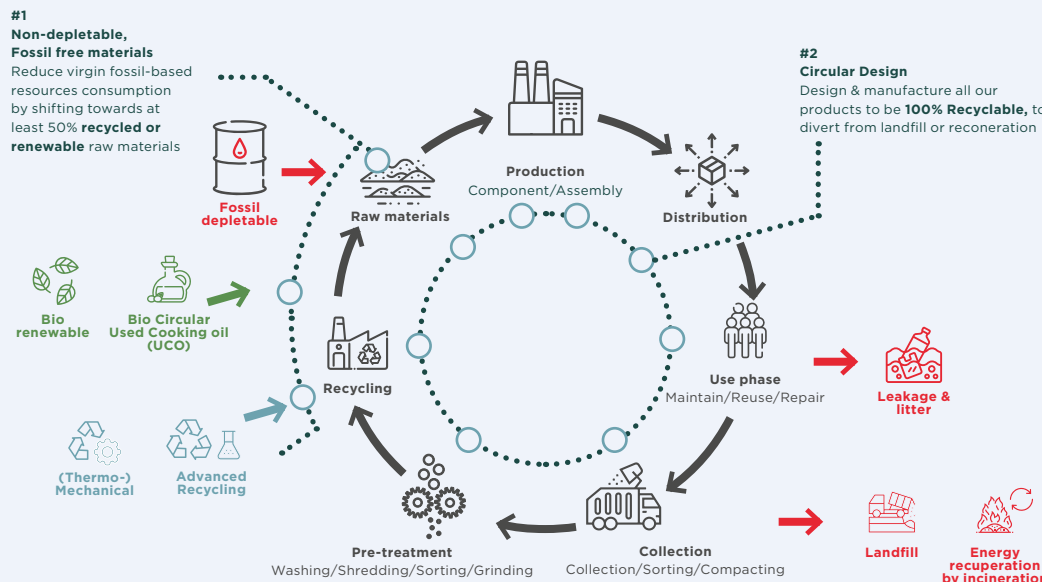 #1
Non-depletable,
Fossil free materials
Reduce virgin fossil-based
resources consumption
by shifting towards at
least 50% recycled or
renewable raw materials
#2
Circular Design
Design & manufacture all our
products to be 100% Recyclable, to
divert from landfill or reconeration
Fossil
depletable
Raw materials
Production
Component/Assembly
Distribution
Bio
renewable
Bio Circular
Used Cooking oil
(UCO)
Recycling
Use phase
Maintain/Reuse/Repair
Leakage &
litter
(Thermo-)
Mechanical
Advanced
Recycling
Pre-treatment
Washing/Shredding/Sorting/Grinding
Collection
Collection/Sorting/Compacting
Landfill
Energy
recuperation
by incineration